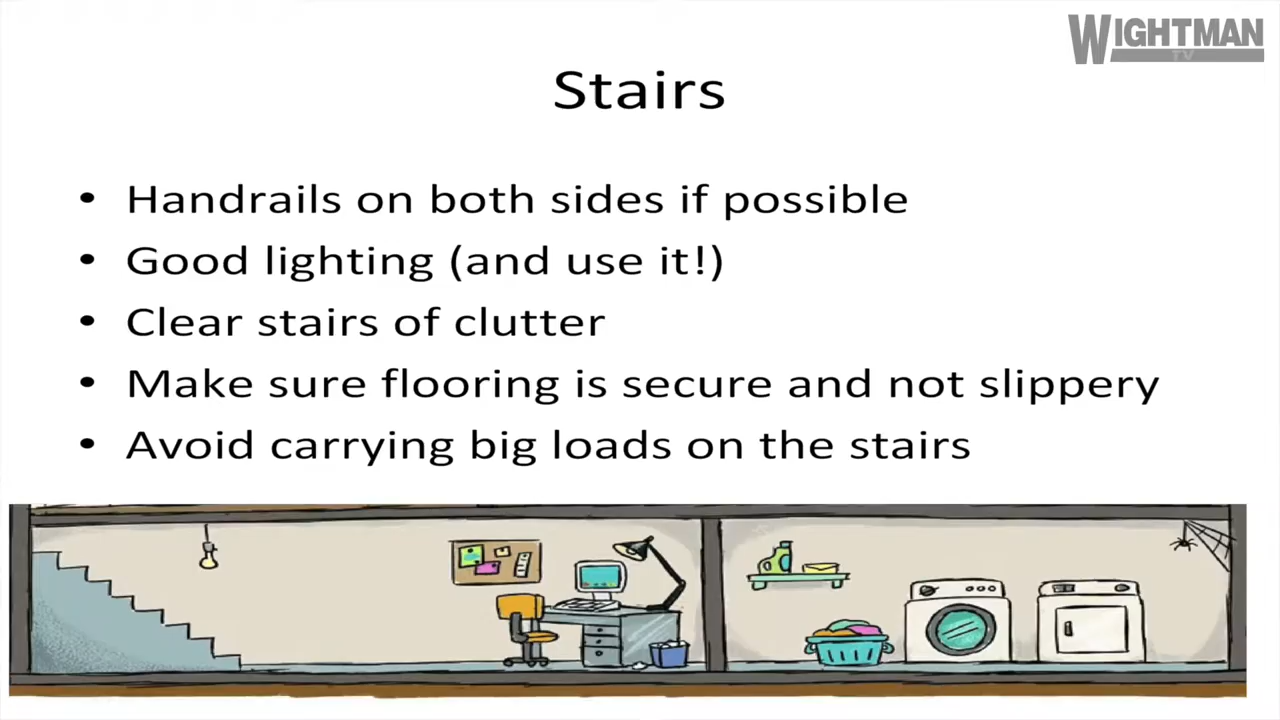 WIGHTMAN
TV
Stairs
• Handrails on both sides if possible
• Good lighting (and use it!)
• Clear stairs of clutter
• Make sure flooring is secure and not slippery
• Avoid carrying big loads on the stairs